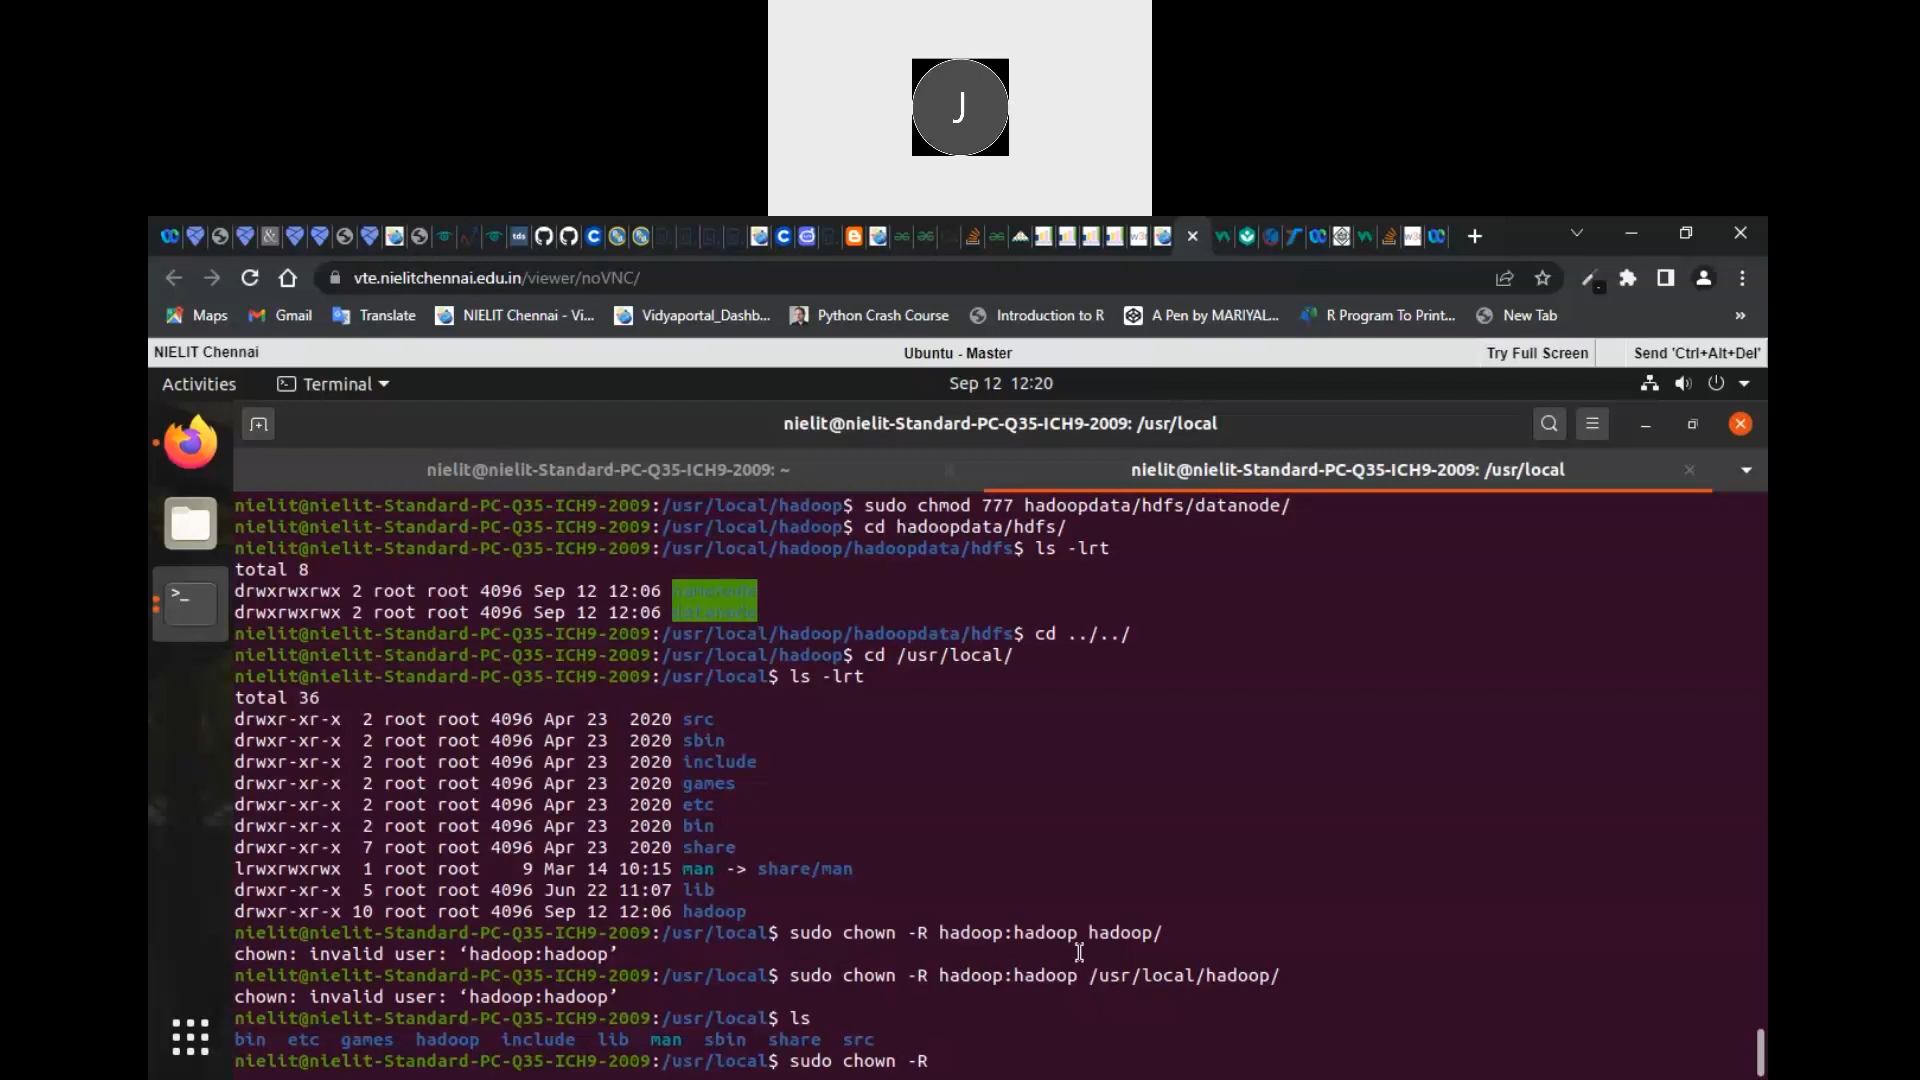 J
vte.nielitchennai.edu.in/viewer/noVNC/
Maps Gmail Translate NIELIT Chennai - Vi... Vidyaportal_Dashb... Python Crash Course Introduction to R A Pen by MARIYAL... R Program To Print... New Tab »
NIELIT Chennai Ubuntu - Master Try Full Screen Send 'Ctrl+Alt+Del'
Activities Terminal Sep 12 12:20
nielit@nielit-Standard-PC-Q35-ICH9-2009: /usr/local
nielit@nielit-Standard-PC-Q35-ICH9-2009: ~ nielit@nielit-Standard-PC-Q35-ICH9-2009: /usr/local
nielit@nielit-Standard-PC-Q35-ICH9-2009:/usr/local/hadoop$ sudo chmod 777 hadoopdata/hdfs/datanode/
nielit@nielit-Standard-PC-Q35-ICH9-2009:/usr/local/hadoop$ cd hadoopdata/hdfs/
nielit@nielit-Standard-PC-Q35-ICH9-2009:/usr/local/hadoop/hadoopdata/hdfs$ ls -lrt
total 8
drwxrwxrwx 2 root root 4096 Sep 12 12:06 namenode
drwxrwxrwx 2 root root 4096 Sep 12 12:06 datanode
nielit@nielit-Standard-PC-Q35-ICH9-2009:/usr/local/hadoop/hadoopdata/hdfs$ cd ../../
nielit@nielit-Standard-PC-Q35-ICH9-2009:/usr/local/hadoop$ cd /usr/local/
nielit@nielit-Standard-PC-Q35-ICH9-2009:/usr/local$ ls -lrt
total 36
drwxr-xr-x 2 root root 4096 Apr 23 2020 src
drwxr-xr-x 2 root root 4096 Apr 23 2020 sbin
drwxr-xr-x 2 root root 4096 Apr 23 2020 include
drwxr-xr-x 2 root root 4096 Apr 23 2020 games
drwxr-xr-x 2 root root 4096 Apr 23 2020 etc
drwxr-xr-x 2 root root 4096 Apr 23 2020 bin
drwxr-xr-x 7 root root 4096 Apr 23 2020 share
lrwxrwxrwx 1 root root 9 Mar 14 10:15 man -> share/man
drwxr-xr-x 5 root root 4096 Jun 22 11:07 lib
drwxr-xr-x 10 root root 4096 Sep 12 12:06 hadoop
nielit@nielit-Standard-PC-Q35-ICH9-2009:/usr/local$ sudo chown -R hadoop:hadoop hadoop/
chown: invalid user: ‘hadoop:hadoop’
nielit@nielit-Standard-PC-Q35-ICH9-2009:/usr/local$ sudo chown -R hadoop:hadoop /usr/local/hadoop/
chown: invalid user: ‘hadoop:hadoop’
nielit@nielit-Standard-PC-Q35-ICH9-2009:/usr/local$ ls
bin etc games hadoop include lib man sbin share src
nielit@nielit-Standard-PC-Q35-ICH9-2009:/usr/local$ sudo chown -R